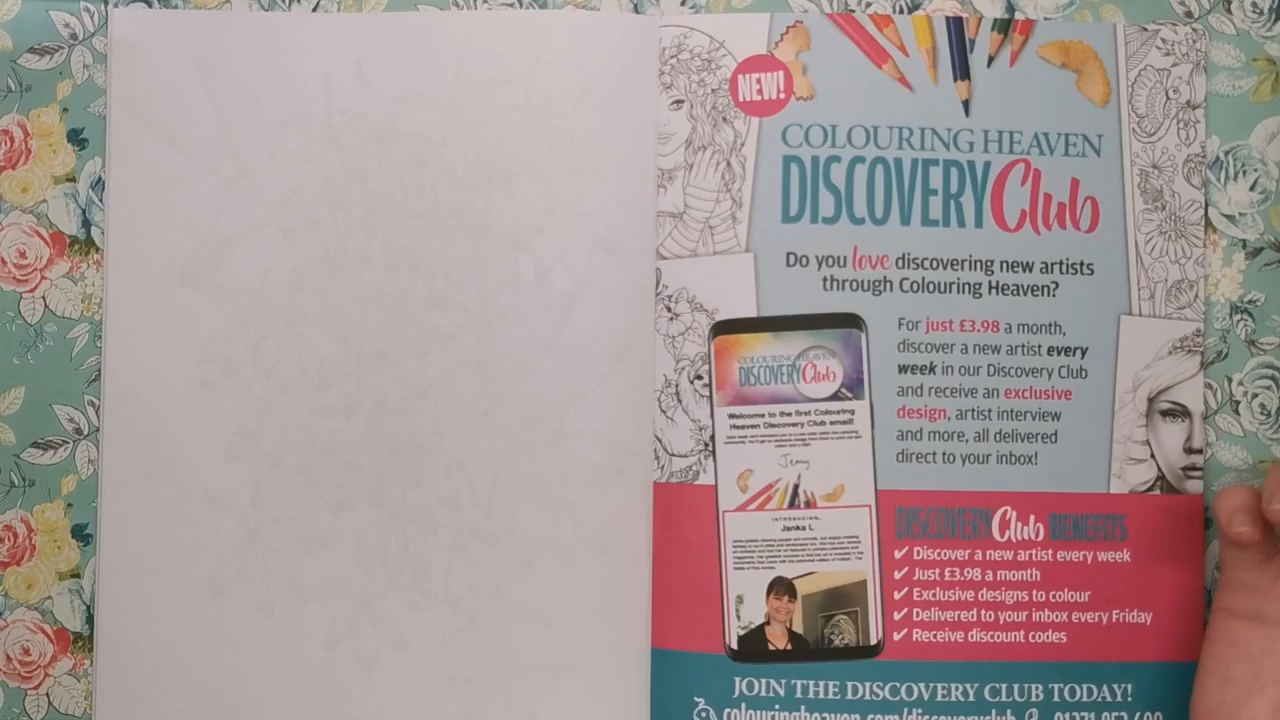 NEW!
COLOURING HEAVEN
DISCOVERY Club
Do you love discovering new artists
through Colouring Heaven?
For just £3.98 a month,
discover a new artist every
week in our Discovery Club
and receive an exclusive
design, artist interview
and more, all delivered
direct to your inbox!
COLOURING HEAVEN
DISCOVERY Club
Welcome to the first Colouring
Heaven Discovery Club email!
Jenny
INTRODUCING...
Janka L
DISCOVERY Club BENEFITS
✔ Discover a new artist every week
✔ Just £3.98 a month
✔ Exclusive designs to colour
✔ Delivered to your inbox every Friday
✔ Receive discount codes
JOIN THE DISCOVERY CLUB TODAY!
colouringheaven.com/discoveryclub